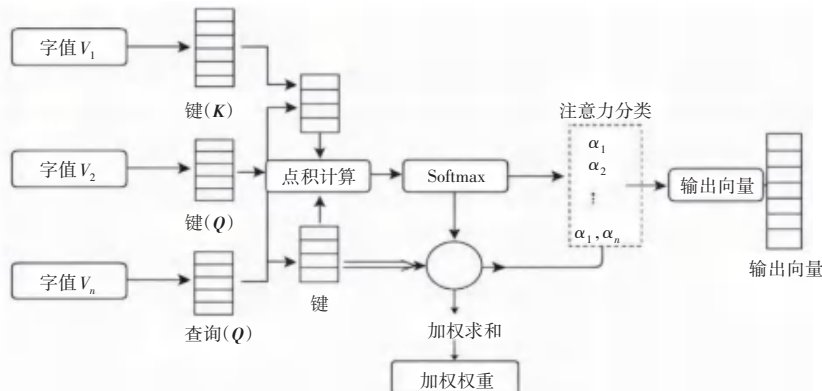 字值 V₁
键(K)
注意力分类
α₁
α₂
⋮
α₁,αₙ
字值 V₂
键(Q)
点积计算
Softmax
输出向量
输出向量
字值 Vₙ
查询(Q)
键
加权求和
加权权重